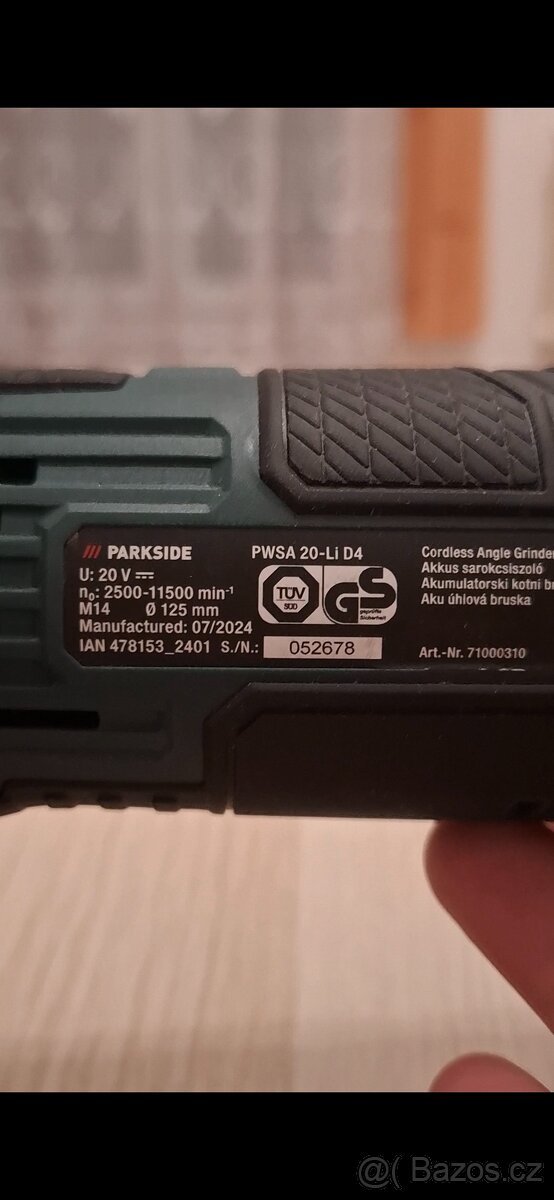 /// PARKSIDE
U: 20 V
n₀: 2500-11500 min⁻¹
M14 Ø 125 mm
Manufactured: 07/2024
IAN 478153_2401 S./N.: 052678
PWSA 20-Li D4
TÜV
SÜD
GS
geprüfte
Sicherheit
Cordless Angle Grinder
Akkus sarokcsiszoló
Akumulatorski kotni br
Aku úhlová bruska
Art.-Nr. 71000310
@( Bazos.cz